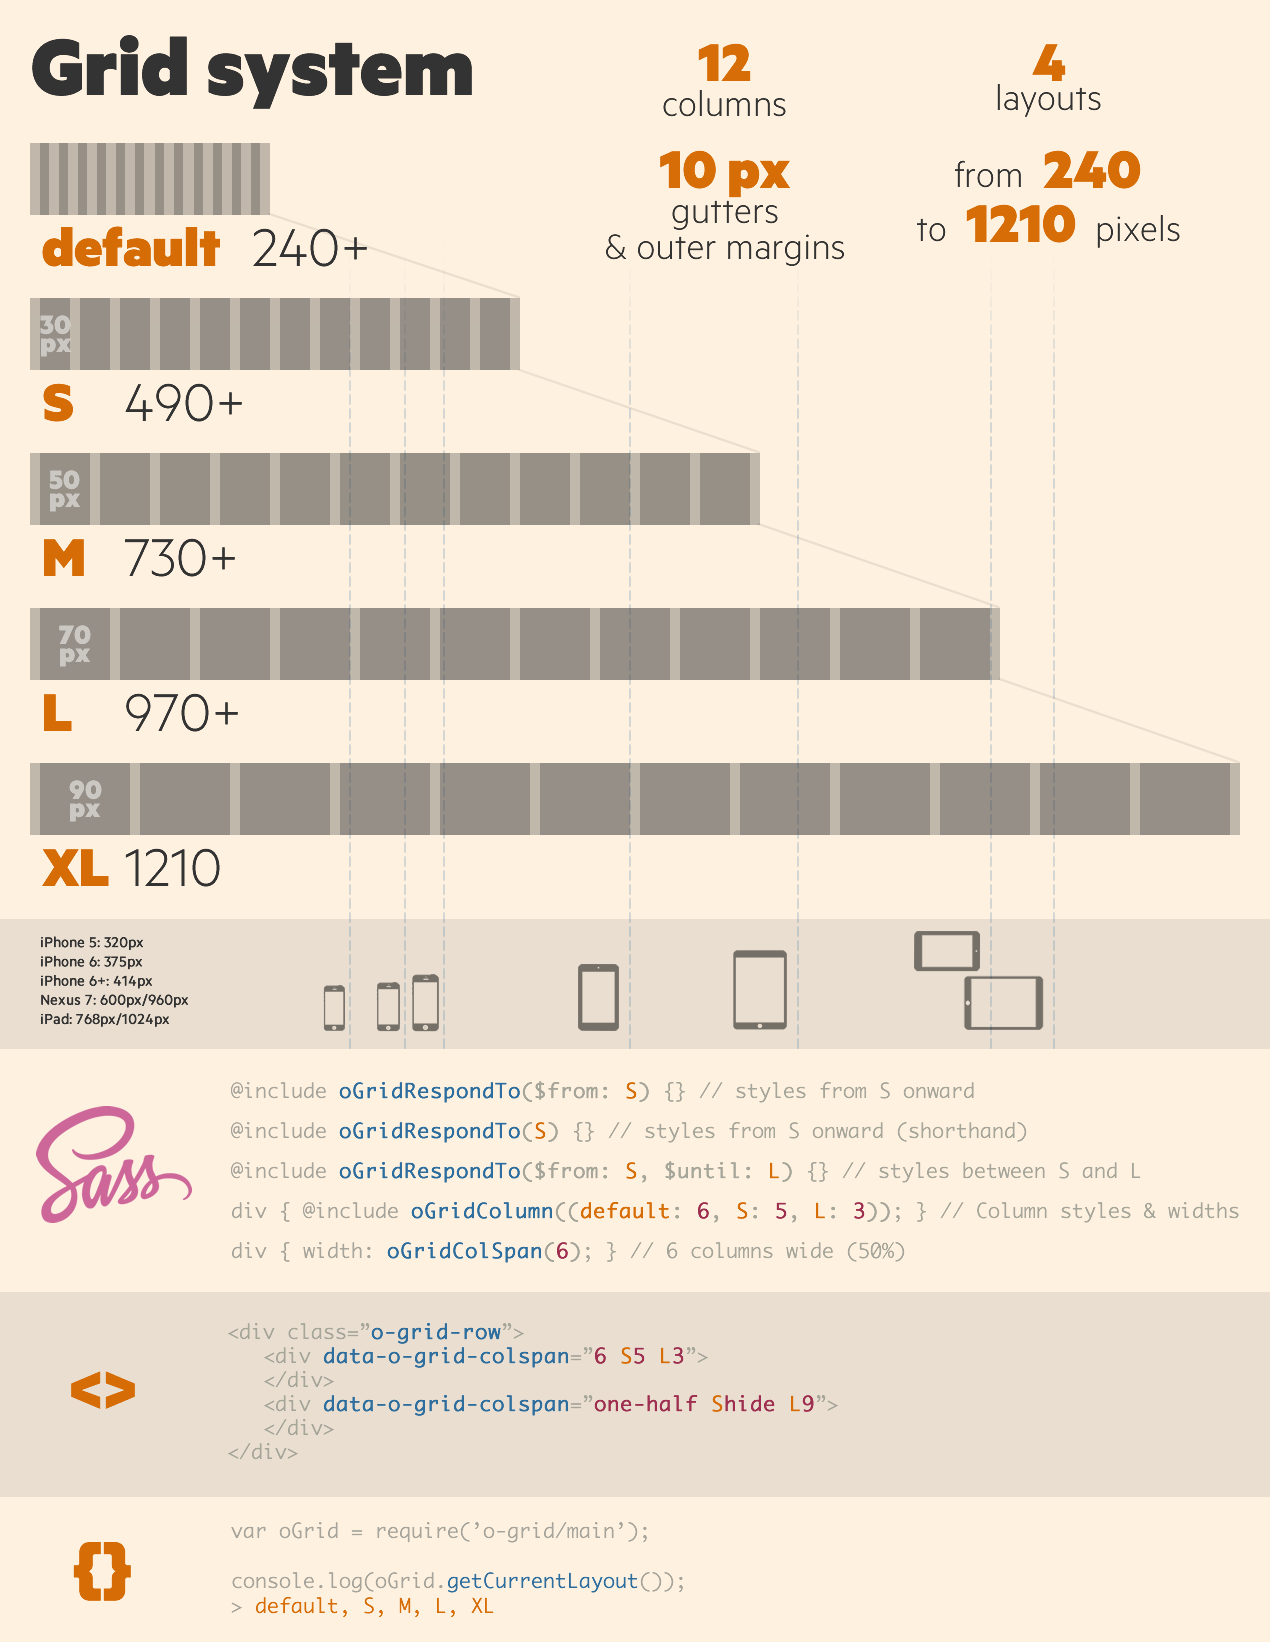 Grid system
12
columns
4
layouts
10 px
gutters
& outer margins
from 240
to 1210 pixels
default 240+
30
px
S 490+
50
px
M 730+
70
px
L 970+
90
px
XL 1210
iPhone 5: 320px
iPhone 6: 375px
iPhone 6+: 414px
Nexus 7: 600px/960px
iPad: 768px/1024px
Sass
@include oGridRespondTo($from: S) {} // styles from S onward
@include oGridRespondTo(S) {} // styles from S onward (shorthand)
@include oGridRespondTo($from: S, $until: L) {} // styles between S and L
div { @include oGridColumn((default: 6, S: 5, L: 3)); } // Column styles & widths
div { width: oGridColSpan(6); } // 6 columns wide (50%)
<>
<div class=”o-grid-row”>
<div data-o-grid-colspan=”6 S5 L3”>
</div>
<div data-o-grid-colspan=”one-half Shide L9”>
</div>
</div>
{}
var oGrid = require(’o-grid/main’);
console.log(oGrid.getCurrentLayout());
> default, S, M, L, XL